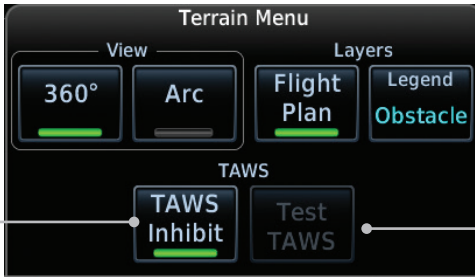 Terrain Menu
View
Layers
360°
Arc
Flight
Plan
Legend
Obstacle
TAWS
TAWS
Inhibit
Test
TAWS